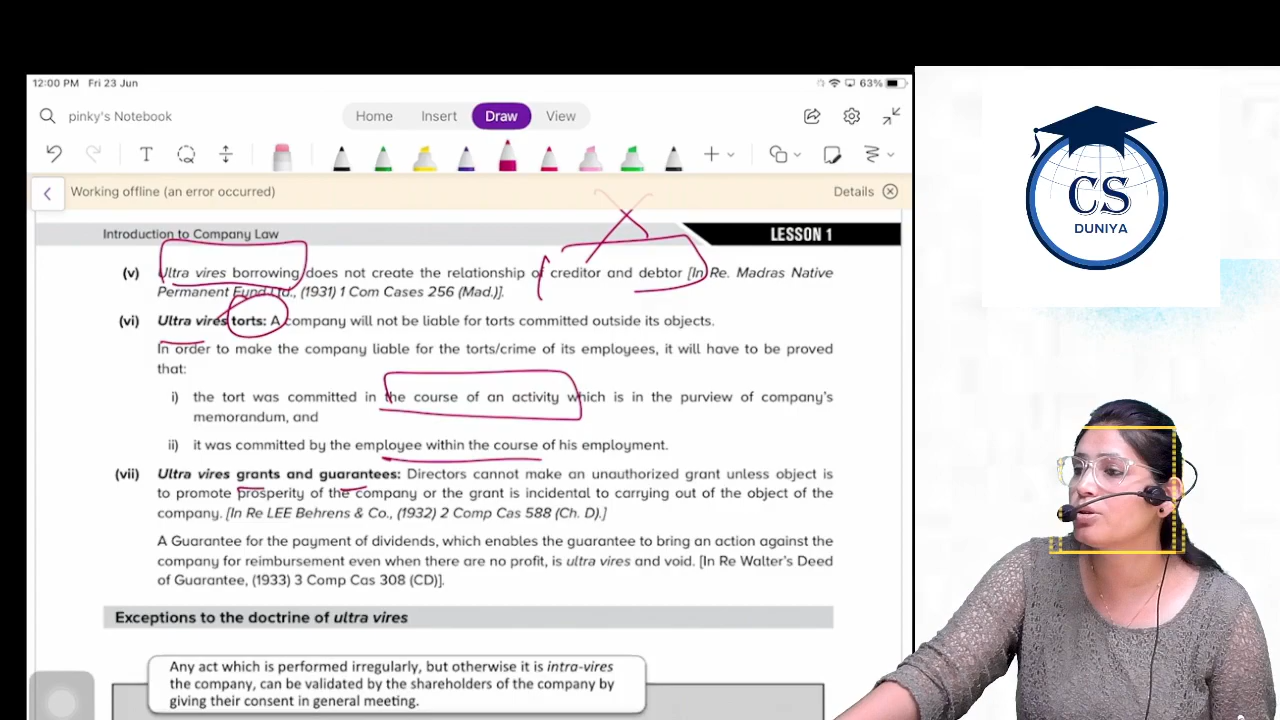 12:00 PM Fri 23 Jun
63%
pinky's Notebook
Home Insert Draw View
Working offline (an error occurred)
Details
Introduction to Company Law
LESSON 1
(v) Ultra vires borrowing does not create the relationship of creditor and debtor [In Re. Madras Native
Permanent Fund Ltd., (1931) 1 Com Cases 256 (Mad.)].
(vi) Ultra vires torts: A company will not be liable for torts committed outside its objects.
In order to make the company liable for the torts/crime of its employees, it will have to be proved
that:
i) the tort was committed in the course of an activity which is in the purview of company's
memorandum, and
ii) it was committed by the employee within the course of his employment.
(vii) Ultra vires grants and guarantees: Directors cannot make an unauthorized grant unless object is
to promote prosperity of the company or the grant is incidental to carrying out of the object of the
company. [In Re LEE Behrens & Co., (1932) 2 Comp Cas 588 (Ch. D).]
A Guarantee for the payment of dividends, which enables the guarantee to bring an action against the
company for reimbursement even when there are no profit, is ultra vires and void. [In Re Walter's Deed
of Guarantee, (1933) 3 Comp Cas 308 (CD)].
Exceptions to the doctrine of ultra vires
Any act which is performed irregularly, but otherwise it is intra-vires
the company, can be validated by the shareholders of the company by
giving their consent in general meeting.
CS
DUNIYA